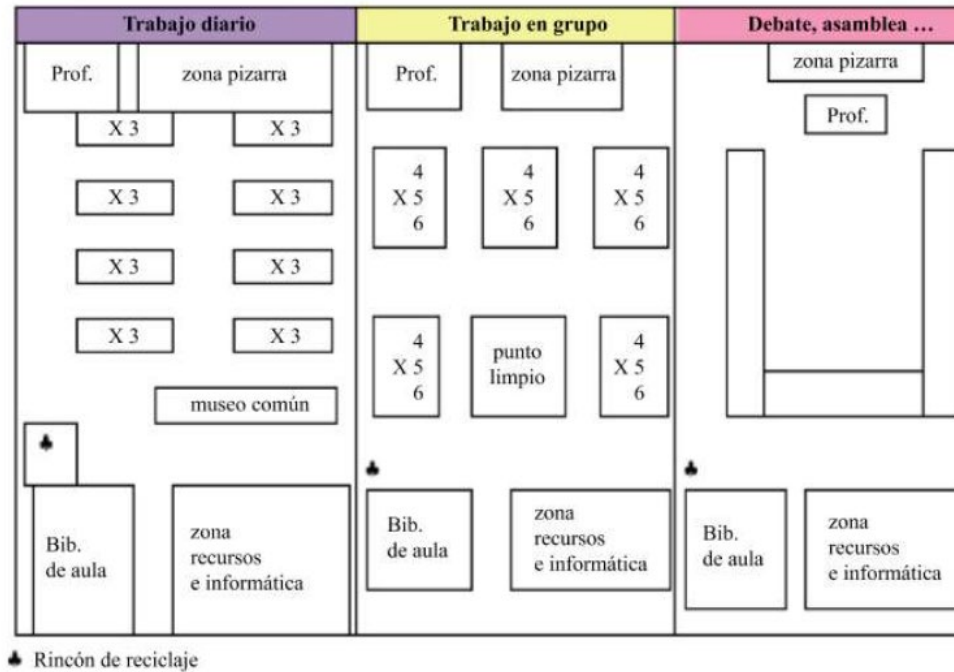 Trabajo diario
Prof.
zona pizarra
X 3
X 3
X 3
X 3
X 3
X 3
X 3
X 3
museo común
♣
Bib.
de aula
zona
recursos
e informática
Trabajo en grupo
Prof.
zona pizarra
4
X 5
6
4
X 5
6
4
X 5
6
4
X 5
6
punto
limpio
4
X 5
6
♣
Bib.
de aula
zona
recursos
e informática
Debate, asamblea ...
zona pizarra
Prof.
♣
Bib.
de aula
zona
recursos
e informática
♣ Rincón de reciclaje